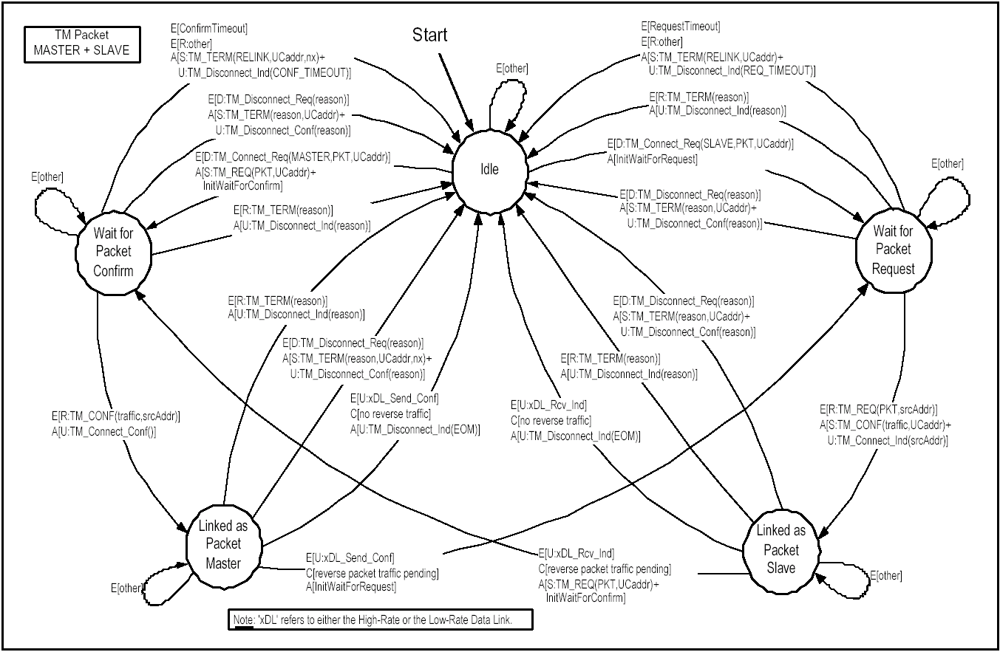 TM Packet
MASTER + SLAVE
E[ConfirmTimeout]
E[R:other]
A[S:TM_TERM(RELINK,UCaddr,nx)+
U:TM_Disconnect_Ind(CONF_TIMEOUT)]
Start
E[RequestTimeout]
E[R:other]
A[S:TM_TERM(RELINK,UCaddr)+
U:TM_Disconnect_Ind(REQ_TIMEOUT)]
E[other]
E[D:TM_Disconnect_Req(reason)]
A[S:TM_TERM(reason,UCaddr)+
U:TM_Disconnect_Conf(reason)]
E[R:TM_TERM(reason)]
A[U:TM_Disconnect_Ind(reason)]
E[D:TM_Connect_Req(MASTER,PKT,UCaddr)]
A[S:TM_REQ(PKT,UCaddr)+
InitWaitForConfirm]
Idle
E[D:TM_Connect_Req(SLAVE,PKT,UCaddr)]
A[InitWaitForRequest]
E[other]
E[other]
E[R:TM_TERM(reason)]
A[U:TM_Disconnect_Ind(reason)]
E[D:TM_Disconnect_Req(reason)]
A[S:TM_TERM(reason,UCaddr)+
U:TM_Disconnect_Conf(reason)]
Wait for
Packet
Confirm
Wait for
Packet
Request
E[R:TM_TERM(reason)]
A[U:TM_Disconnect_Ind(reason)]
E[D:TM_Disconnect_Req(reason)]
A[S:TM_TERM(reason,UCaddr)+
U:TM_Disconnect_Conf(reason)]
E[D:TM_Disconnect_Req(reason)]
A[S:TM_TERM(reason,UCaddr,nx)+
U:TM_Disconnect_Conf(reason)]
E[R:TM_TERM(reason)]
A[U:TM_Disconnect_Ind(reason)]
E[U:xDL_Send_Conf]
C[no reverse traffic]
A[U:TM_Disconnect_Ind(EOM)]
E[U:xDL_Rcv_Ind]
C[no reverse traffic]
A[U:TM_Disconnect_Ind(EOM)]
E[R:TM_CONF(traffic,srcAddr)]
A[U:TM_Connect_Conf()]
E[R:TM_REQ(PKT,srcAddr)]
A[S:TM_CONF(traffic,UCaddr)+
U:TM_Connect_Ind(srcAddr)]
Linked as
Packet
Master
Linked as
Packet
Slave
E[U:xDL_Send_Conf]
C[reverse packet traffic pending]
A[InitWaitForRequest]
E[U:xDL_Rcv_Ind]
C[reverse packet traffic pending]
A[S:TM_REQ(PKT,UCaddr)+
InitWaitForConfirm]
E[other]
E[other]
Note: 'xDL' refers to either the High-Rate or the Low-Rate Data Link.